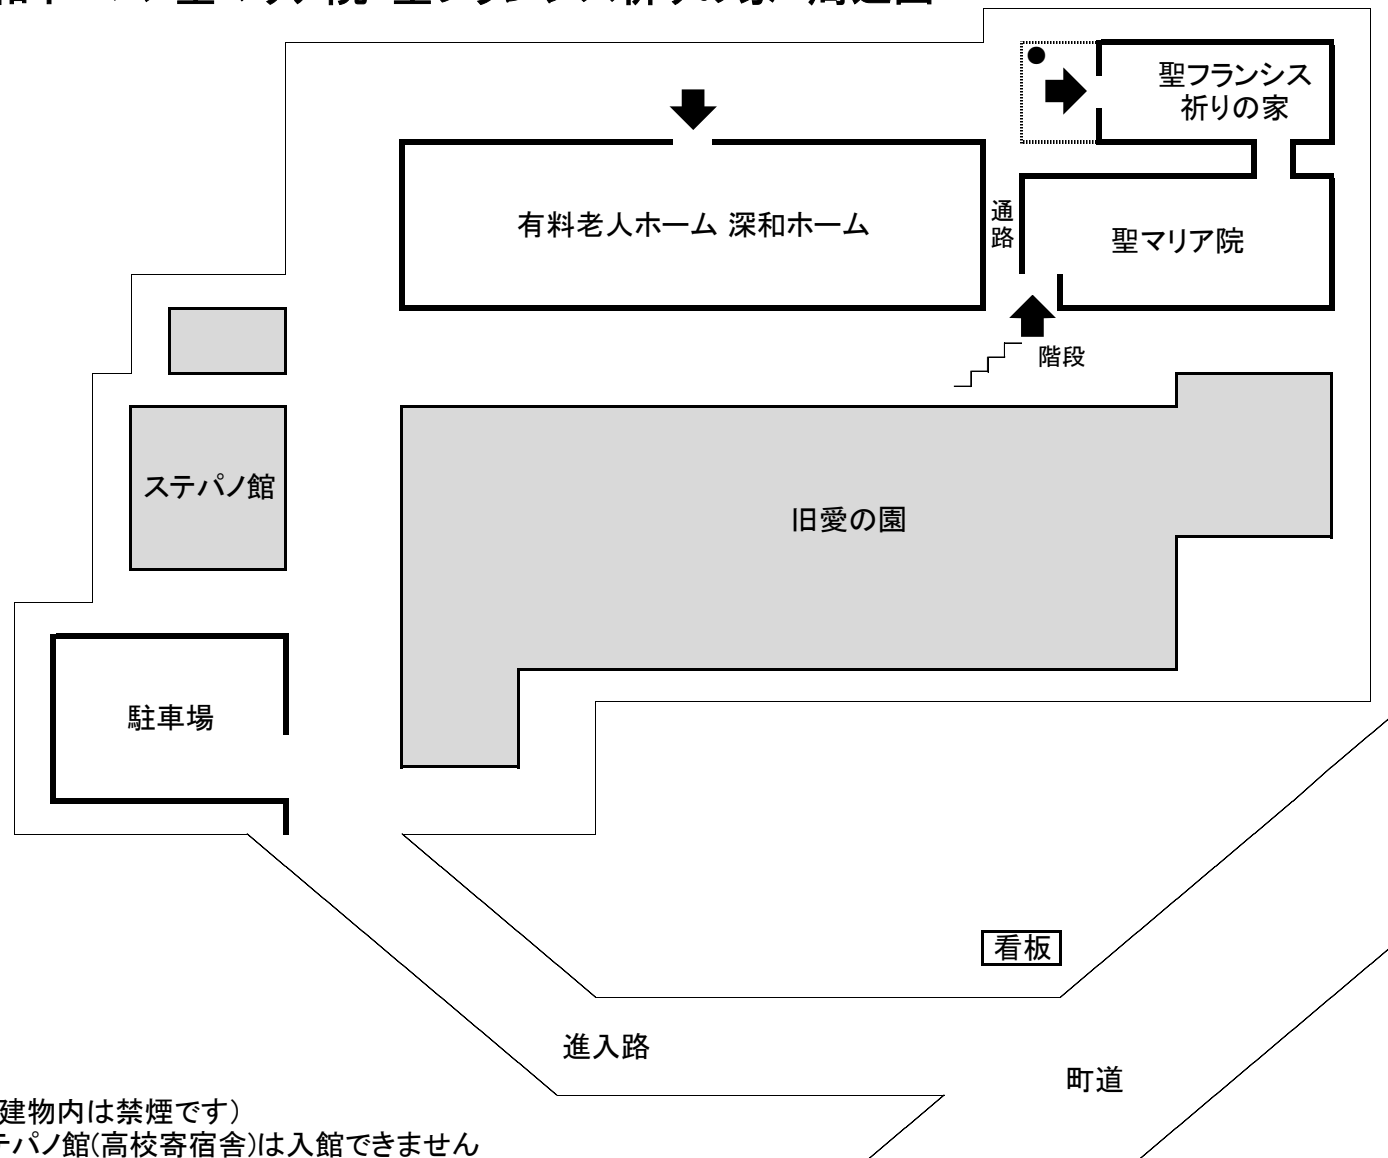 聖フランシス
祈りの家
有料老人ホーム 深和ホーム
通路
聖マリア院
階段
ステパノ館
旧愛の園
駐車場
看板
進入路
町道
建物内は禁煙です）
テパノ館(高校寄宿舎)は入館できません